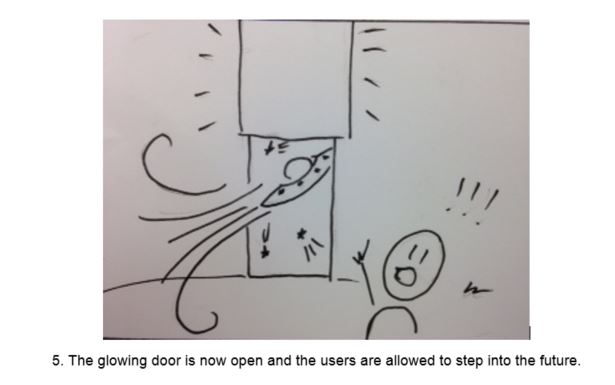 !!!
5. The glowing door is now open and the users are allowed to step into the future.